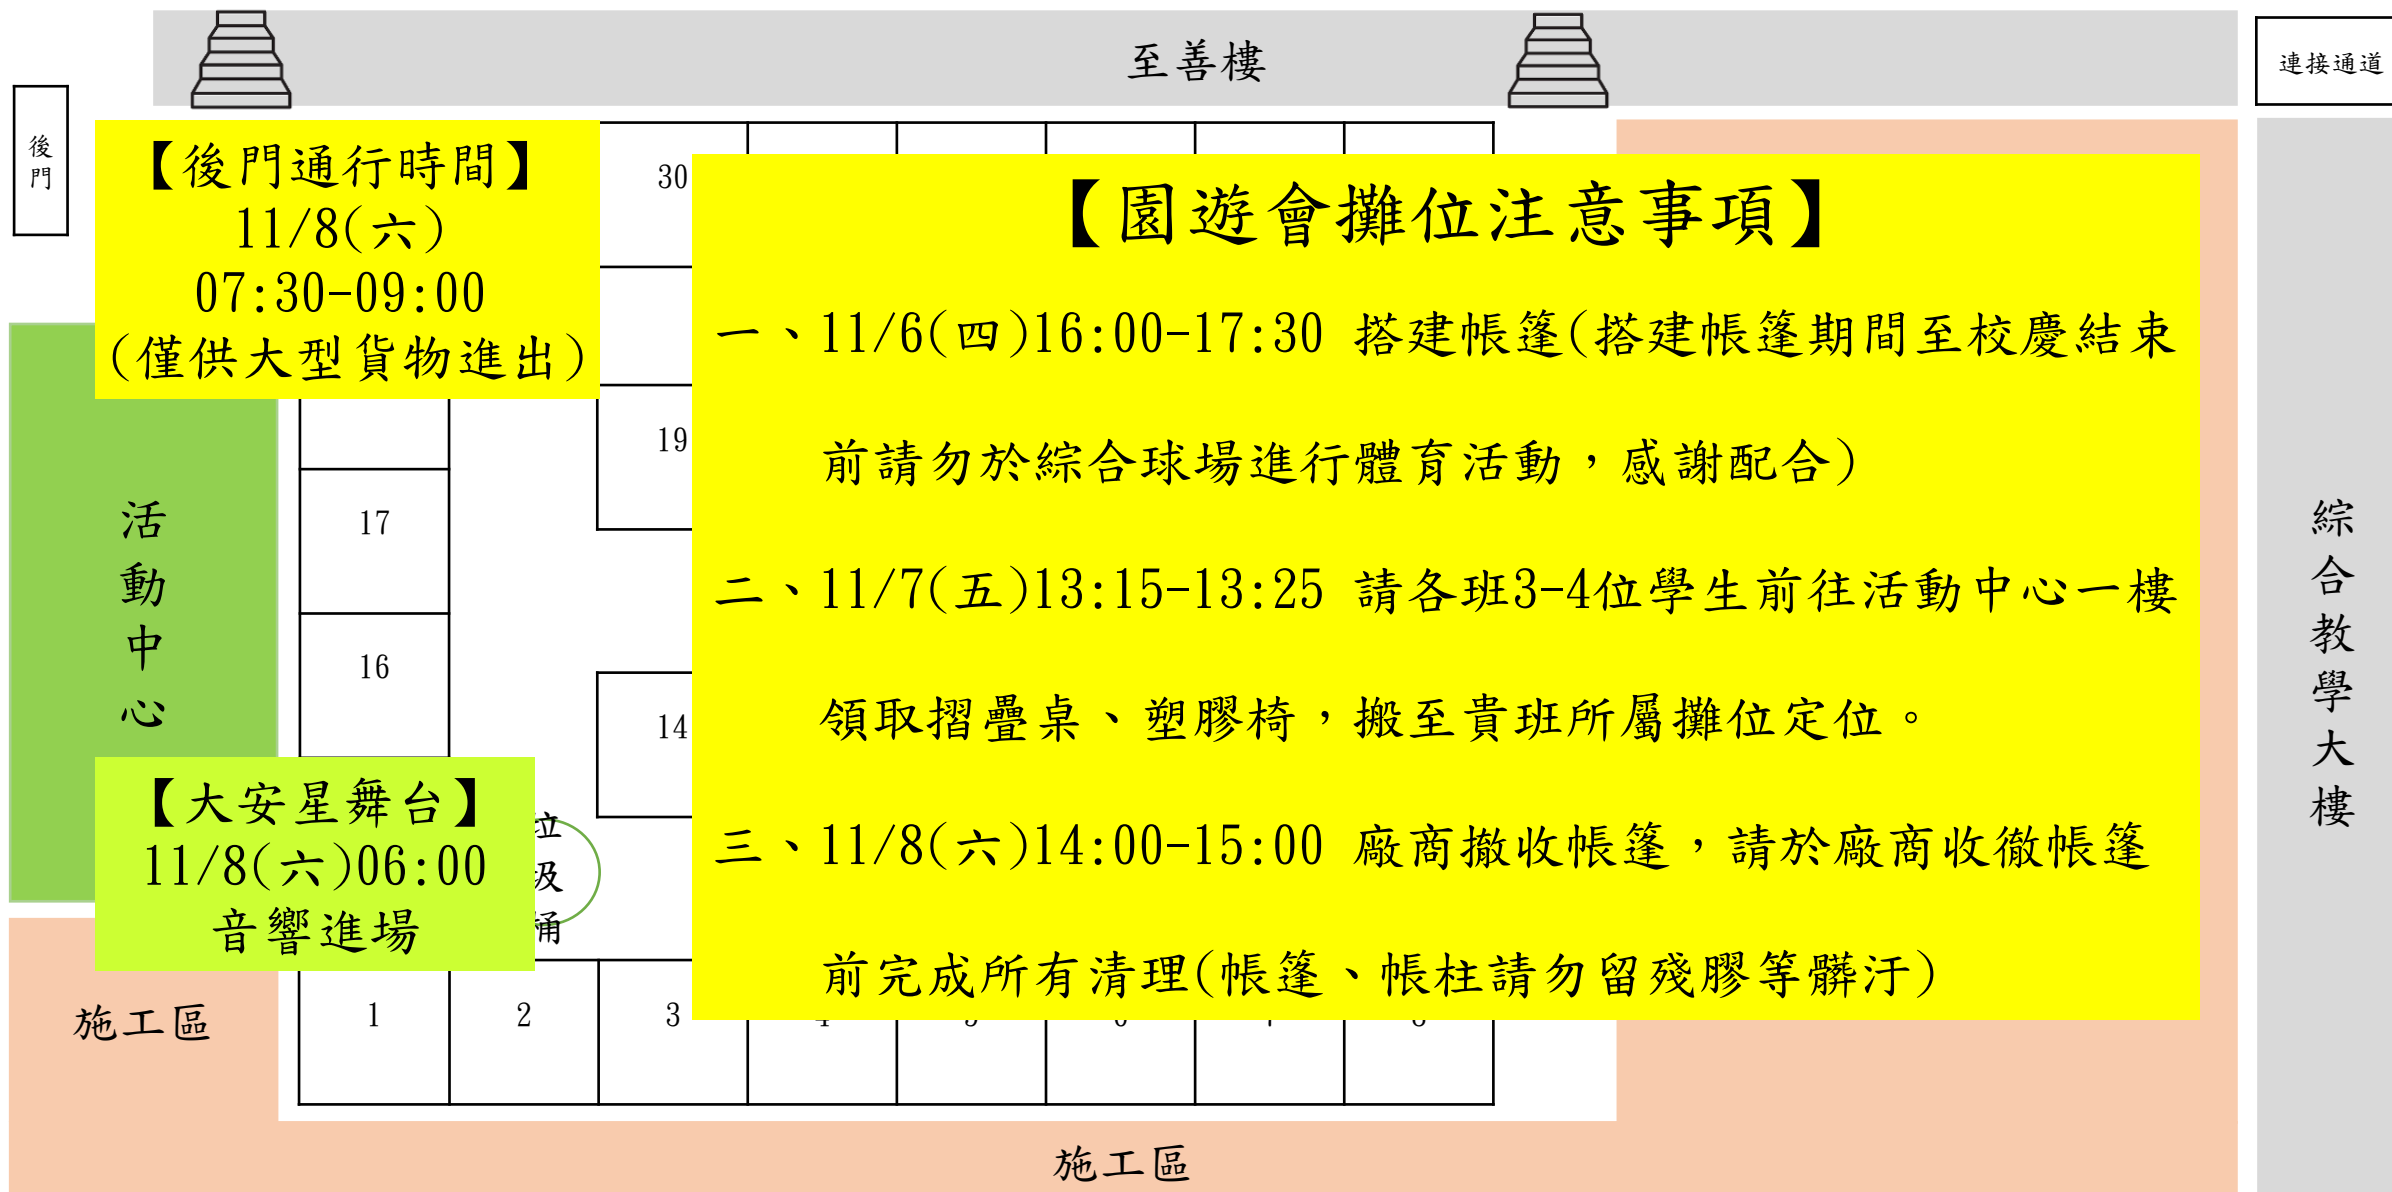 至善樓
連接通道
後門
【後門通行時間】
11/8(六)
07:30-09:00
(僅供大型貨物進出)
30
【園遊會攤位注意事項】
一、11/6(四)16:00-17:30 搭建帳篷(搭建帳篷期間至校慶結束
前請勿於綜合球場進行體育活動，感謝配合)
二、11/7(五)13:15-13:25 請各班3-4位學生前往活動中心一樓
領取摺疊桌、塑膠椅，搬至貴班所屬攤位定位。
三、11/8(六)14:00-15:00 廠商撤收帳篷，請於廠商收徹帳篷
前完成所有清理(帳篷、帳柱請勿留殘膠等髒汙)
19
17
16
14
活動中心
綜合教學大樓
【大安星舞台】
11/8(六)06:00
音響進場
垃
圾
桶
施工區
1
2
3
施工區